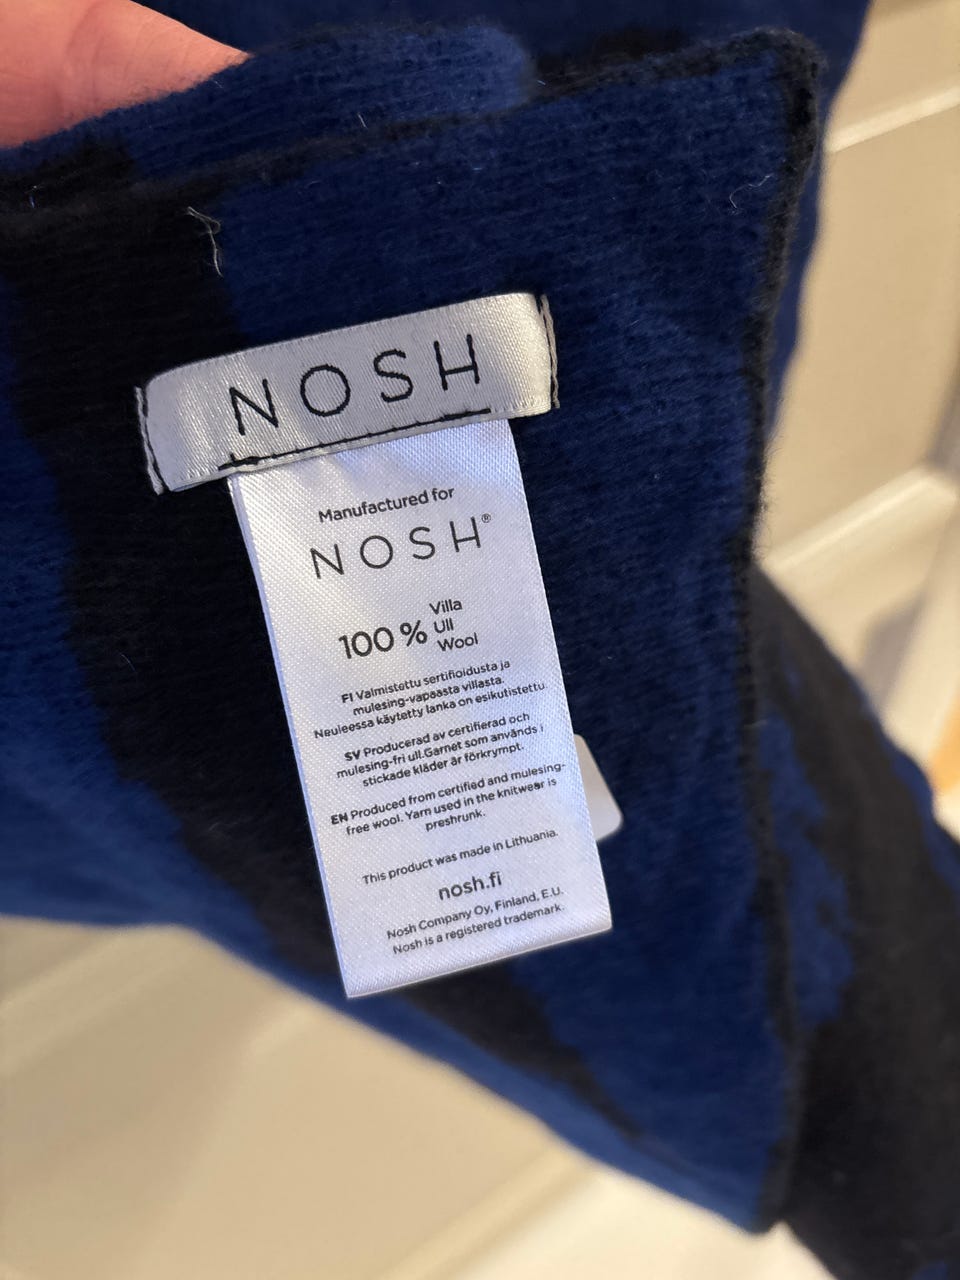 NOSH
Manufactured for
NOSH®
100 % Villa
Ull
Wool
FI Valmistettu sertifioidusta ja
mulesing-vapaasta villasta.
Neuleessa käytetty lanka on esikutistettu.
SV Producerad av certifierad och
mulesing-fri ull.Garnet som används i
stickade kläder är förkrympt.
EN Produced from certified and mulesing-
free wool. Yarn used in the knitwear is
preshrunk.
This product was made in Lithuania.
nosh.fi
Nosh Company Oy, Finland, E.U.
Nosh is a registered trademark.